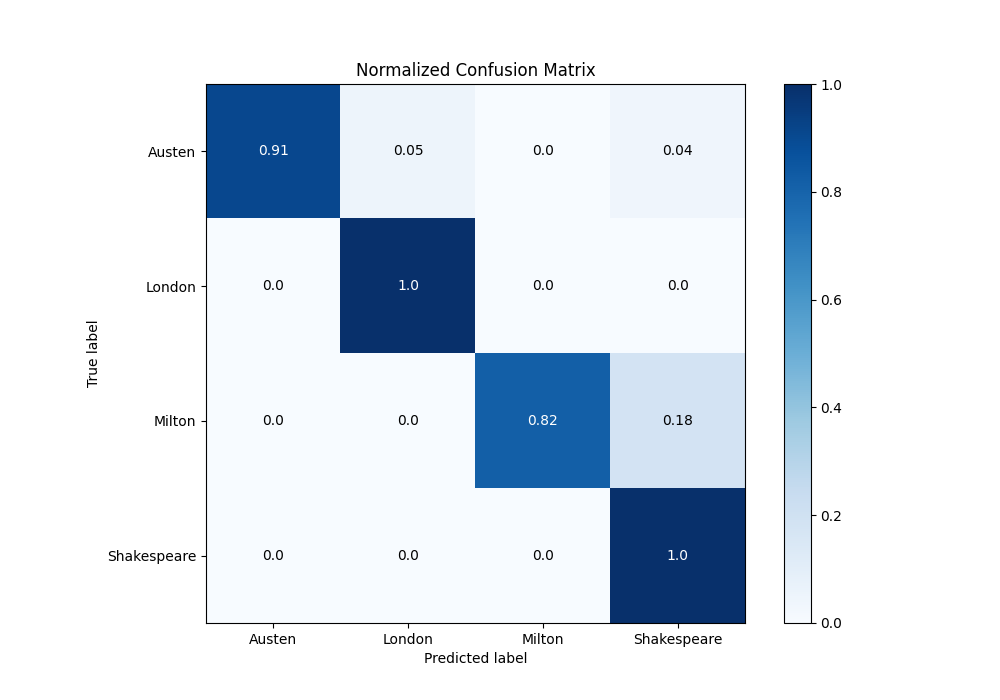 Normalized Confusion Matrix
Austen 0.91 0.05 0.0 0.04
London 0.0 1.0 0.0 0.0
Milton 0.0 0.0 0.82 0.18
Shakespeare 0.0 0.0 0.0 1.0
Austen London Milton Shakespeare
Predicted label
True label
1.0
0.8
0.6
0.4
0.2
0.0